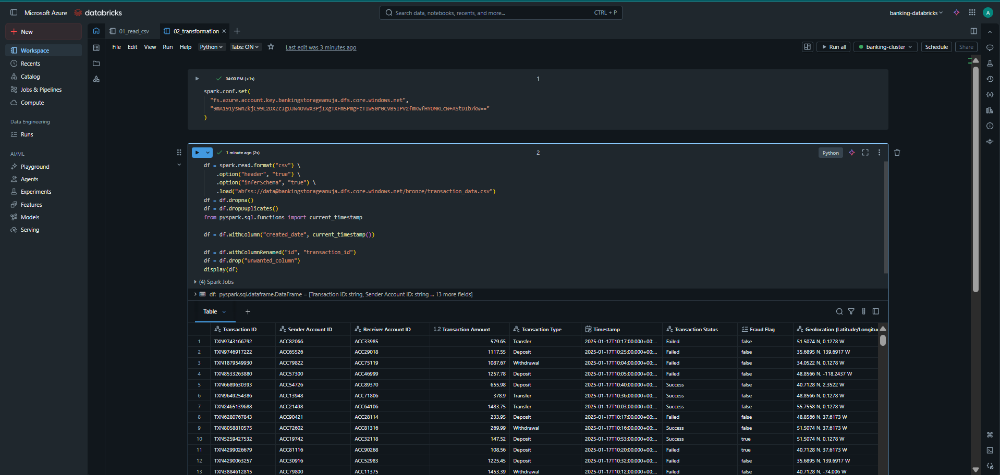 Microsoft Azure databricks
Search data, notebooks, recents, and more... CTRL + P
banking-databricks
A
New
Workspace
Recents
Catalog
Jobs & Pipelines
Compute
Data Engineering
Runs
AI/ML
Playground
Agents
Experiments
Features
Models
Serving
01_read_csv
02_transformation
File Edit View Run Help Python Tabs: ON Last edit was 3 minutes ago
Run all banking-cluster Schedule Share
04:00 PM (<1s) 1
spark.conf.set(
"fs.azure.account.key.bankingstorageanuja.dfs.core.windows.net",
"9mA191yswnZkjC99L2DXZcJgUJW4OvwX3PjIXgTXFm5PmgFzTIW50r0CVB5IPv2fmKwfHYOMRLcW+AStDIb7kw=="
)
1 minute ago (2s) 2 Python
df = spark.read.format("csv") \
.option("header", "true") \
.option("inferSchema", "true") \
.load("abfss://data@bankingstorageanuja.dfs.core.windows.net/bronze/transaction_data.csv")
df = df.dropna()
df = df.dropDuplicates()
from pyspark.sql.functions import current_timestamp
df = df.withColumn("created_date", current_timestamp())
df = df.withColumnRenamed("id", "transaction_id")
df = df.drop("unwanted_column")
display(df)
(4) Spark Jobs
df: pyspark.sql.dataframe.DataFrame = [Transaction ID: string, Sender Account ID: string ... 13 more fields]
Table
Transaction ID Sender Account ID Receiver Account ID 1.2 Transaction Amount Transaction Type Timestamp Transaction Status Fraud Flag Geolocation (Latitude/Longitu
1 TXN9743166792 ACC82066 ACC33985 579.65 Transfer 2025-01-17T10:17:00.000+00:... Failed false 51.5074 N, 0.1278 W
2 TXN9746917222 ACC65526 ACC29018 1117.55 Deposit 2025-01-17T10:25:00.000+00:... Failed false 35.6895 N, 139.6917 W
3 TXN1879549930 ACC79822 ACC75119 1087.67 Withdrawal 2025-01-17T10:04:00.000+00:... Failed false 34.0522 N, 0.1278 W
4 TXN8533263880 ACC57300 ACC46999 1257.78 Deposit 2025-01-17T10:05:00.000+00:... Failed false 48.8566 N, -118.2437 W
5 TXN6689630393 ACC54726 ACC89370 655.98 Deposit 2025-01-17T10:40:00.000+00:... Success false 40.7128 N, 2.3522 W
6 TXN9649254386 ACC13948 ACC71806 378.9 Transfer 2025-01-17T10:36:00.000+00:... Success false 48.8566 N, 0.1278 W
7 TXN2465139688 ACC21498 ACC64106 1483.75 Transfer 2025-01-17T10:03:00.000+00:... Success false 55.7558 N, 0.1278 W
8 TXN6280767843 ACC90421 ACC28114 233.95 Deposit 2025-01-17T10:17:00.000+00:... Failed false 48.8566 N, 37.6173 W
9 TXN8058810575 ACC72602 ACC81316 269.99 Withdrawal 2025-01-17T10:16:00.000+00:... Success false 51.5074 N, 37.6173 W
10 TXN5259427532 ACC19742 ACC32118 147.52 Deposit 2025-01-17T10:53:00.000+00:... Success true 51.5074 N, 0.1278 W
11 TXN4299026679 ACC81116 ACC90268 108.56 Deposit 2025-01-17T10:20:00.000+00:... Failed true 40.7128 N, 37.6173 W
12 TXN4290063257 ACC30916 ACC52983 1225.45 Deposit 2025-01-17T10:32:00.000+00:... Failed false 35.6895 N, 139.6917 W
13 TXN3884612815 ACC79800 ACC11375 1453.39 Withdrawal 2025-01-17T10:12:00.000+00:... Success false 40.7128 N, -74.006 W